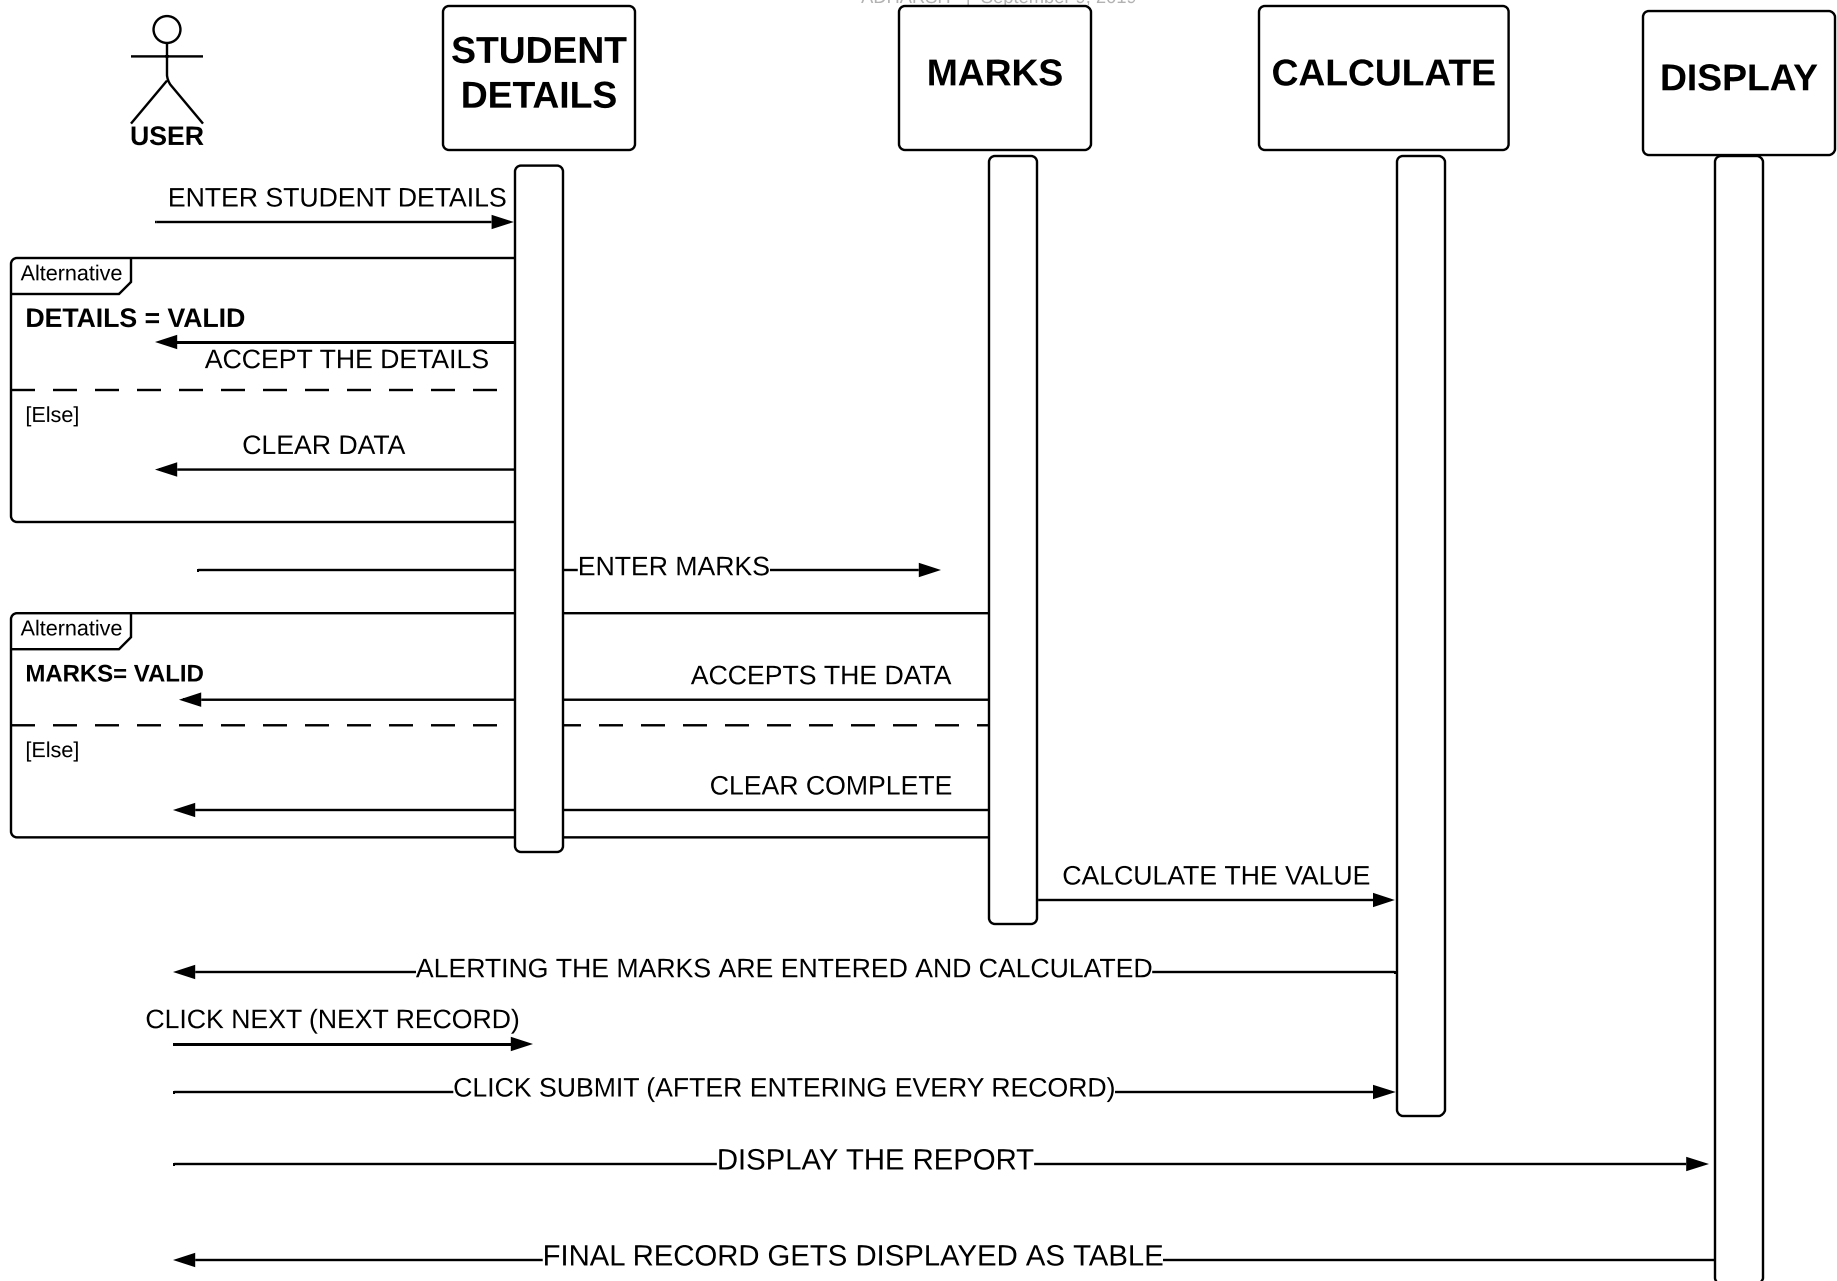 STUDENT
DETAILS
MARKS
CALCULATE
DISPLAY
USER
ENTER STUDENT DETAILS
Alternative
DETAILS = VALID
ACCEPT THE DETAILS
[Else]
CLEAR DATA
ENTER MARKS
Alternative
MARKS= VALID
ACCEPTS THE DATA
[Else]
CLEAR COMPLETE
CALCULATE THE VALUE
ALERTING THE MARKS ARE ENTERED AND CALCULATED
CLICK NEXT (NEXT RECORD)
CLICK SUBMIT (AFTER ENTERING EVERY RECORD)
DISPLAY THE REPORT
FINAL RECORD GETS DISPLAYED AS TABLE